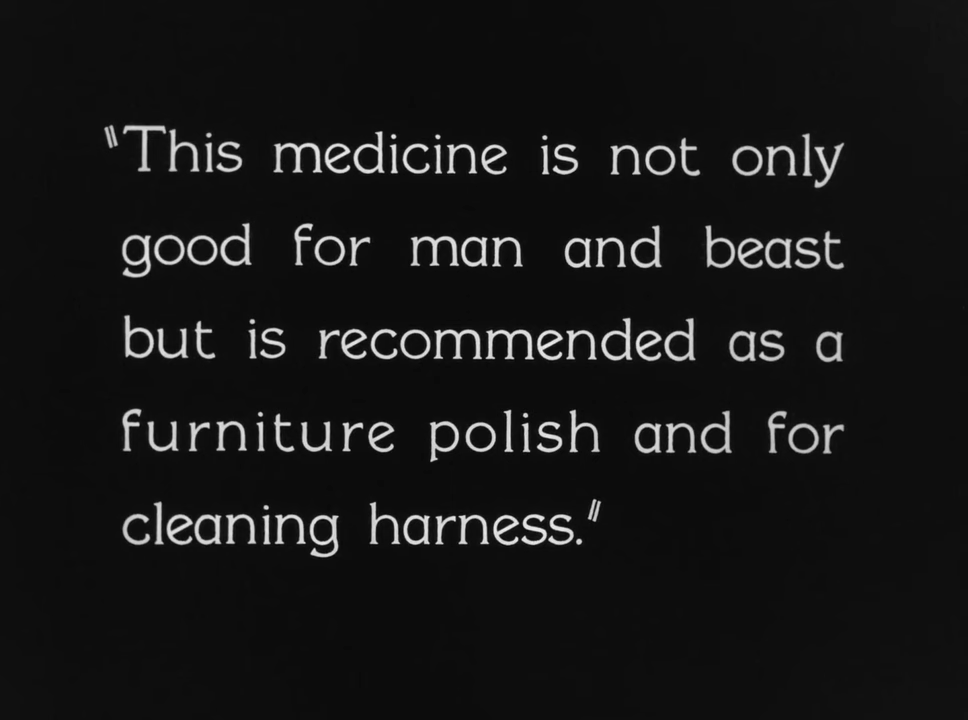 "This medicine is not only
good for man and beast
but is recommended as a
furniture polish and for
cleaning harness."